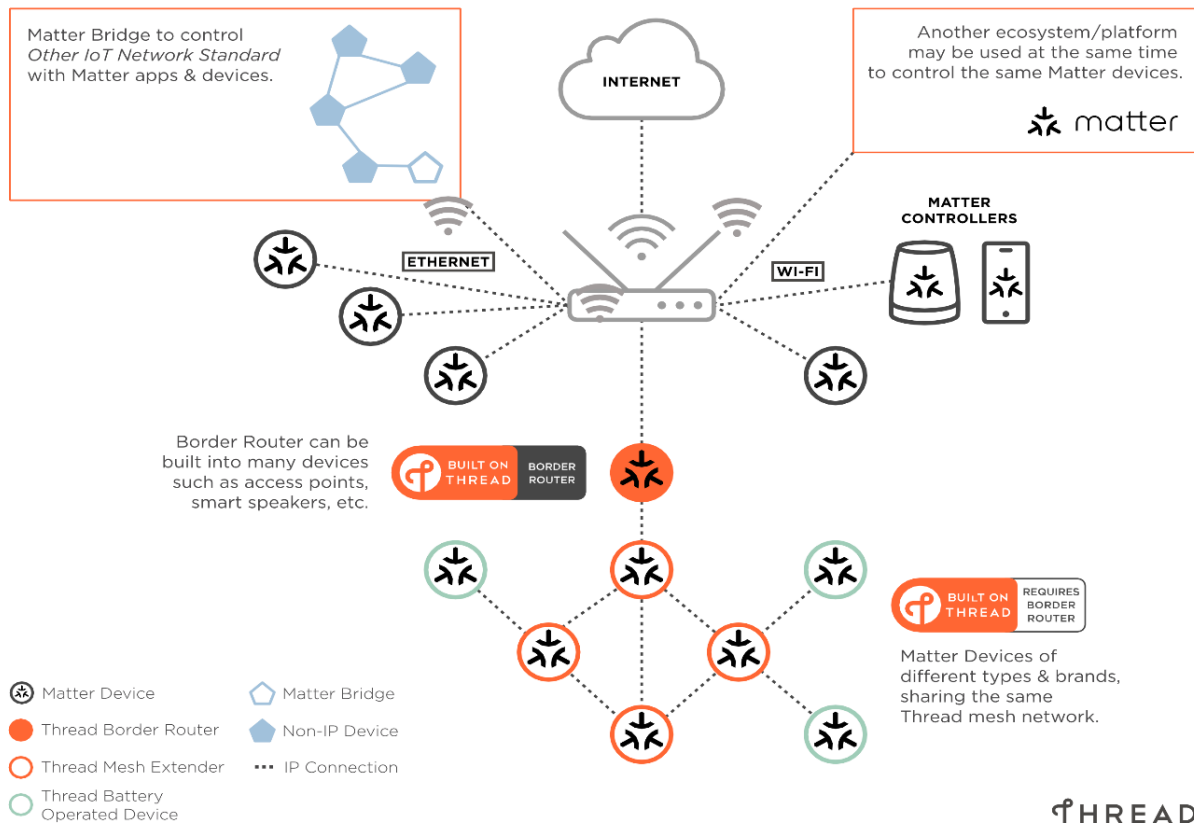 Matter Bridge to control
Other IoT Network Standard
with Matter apps & devices.
INTERNET
Another ecosystem/platform
may be used at the same time
to control the same Matter devices.
matter
MATTER
CONTROLLERS
ETHERNET
WI-FI
Border Router can be
built into many devices
such as access points,
smart speakers, etc.
BUILT ON
THREAD
BORDER
ROUTER
BUILT ON
THREAD
REQUIRES
BORDER
ROUTER
Matter Devices of
different types & brands,
sharing the same
Thread mesh network.
Matter Device
Thread Border Router
Thread Mesh Extender
Thread Battery
Operated Device
Matter Bridge
Non-IP Device
IP Connection
THREAD